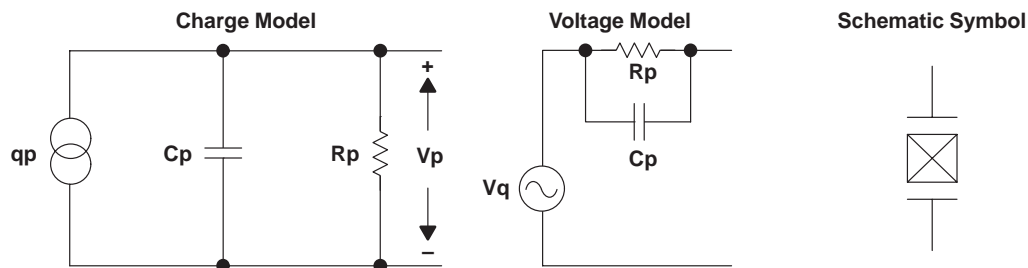 Charge Model
Voltage Model
Schematic Symbol
qp
Cp
Rp
+
Vp
−
Vq
Rp
Cp